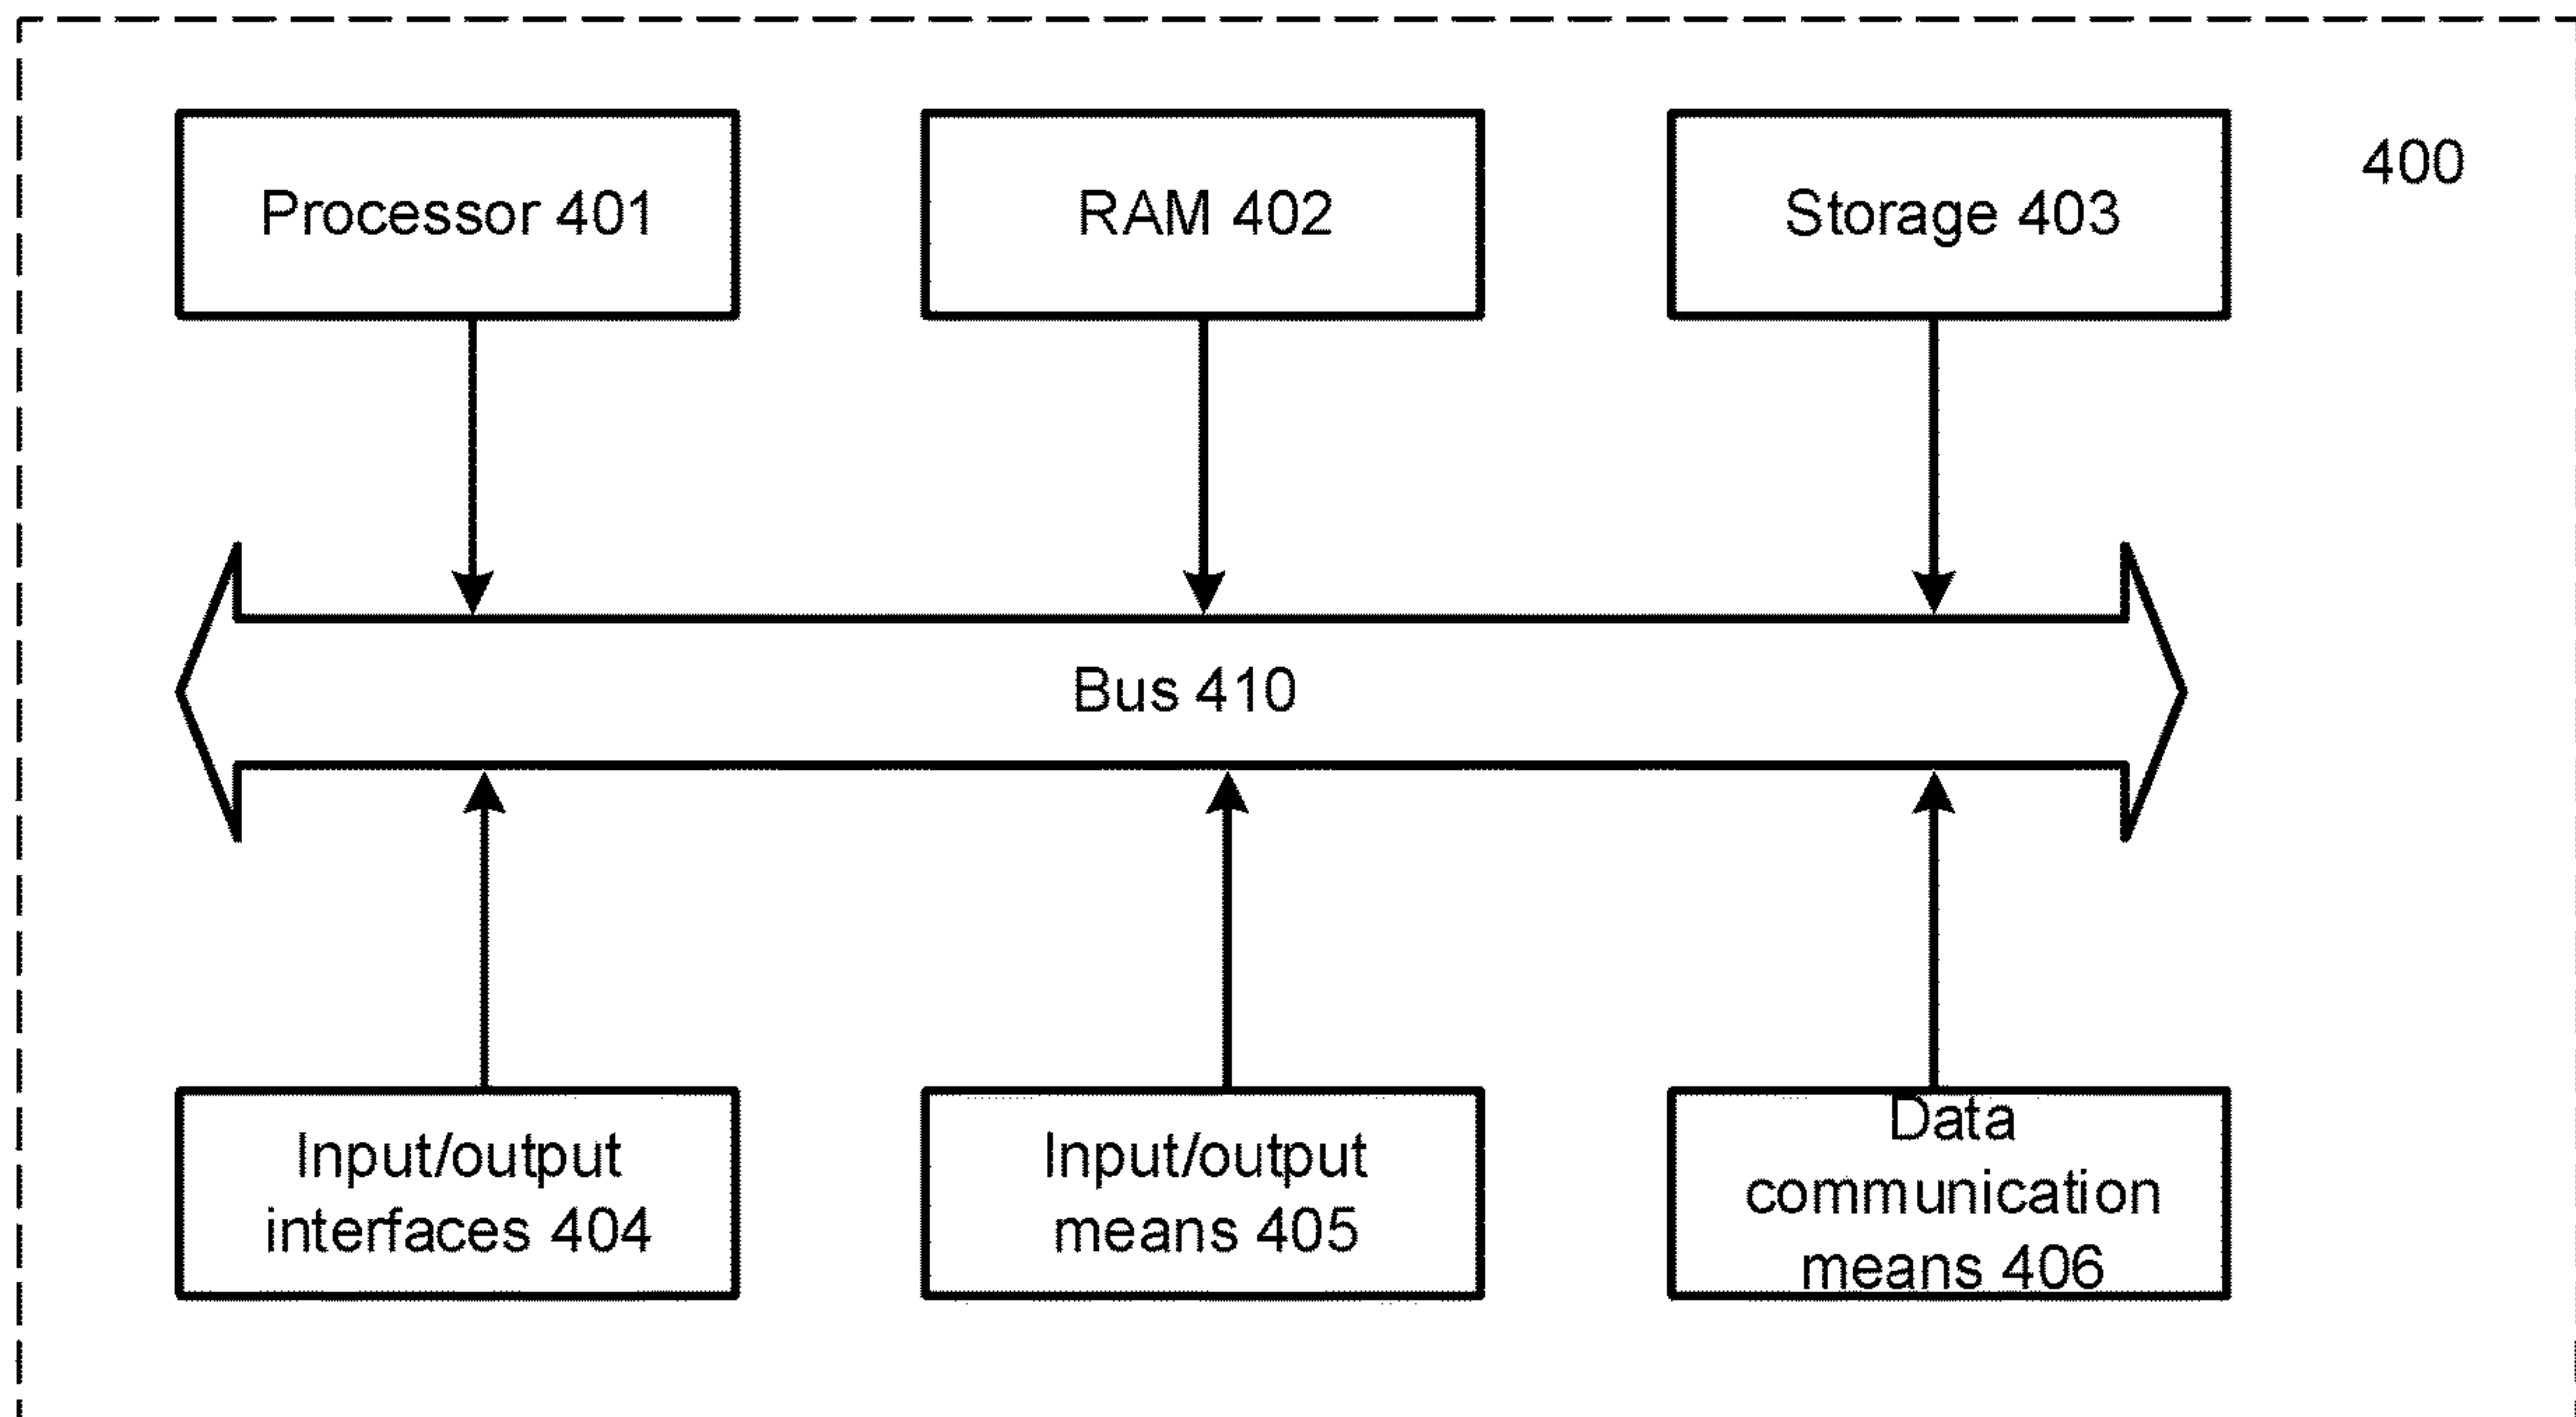 Processor 401
RAM 402
Storage 403
400
Bus 410
Input/output
interfaces 404
Input/output
means 405
Data
communication
means 406